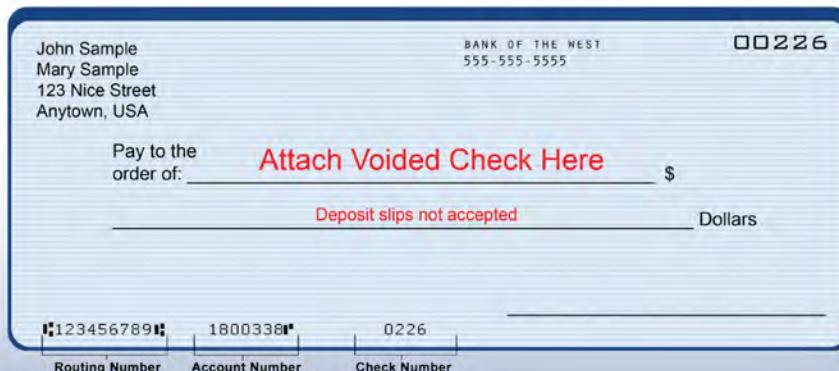 John Sample
Mary Sample
123 Nice Street
Anytown, USA
BANK OF THE WEST
555-555-5555
00226
Pay to the
order of: Attach Voided Check Here $
Deposit slips not accepted Dollars
⑆123456789⑆ 1800338⑈ 0226
Routing Number Account Number Check Number